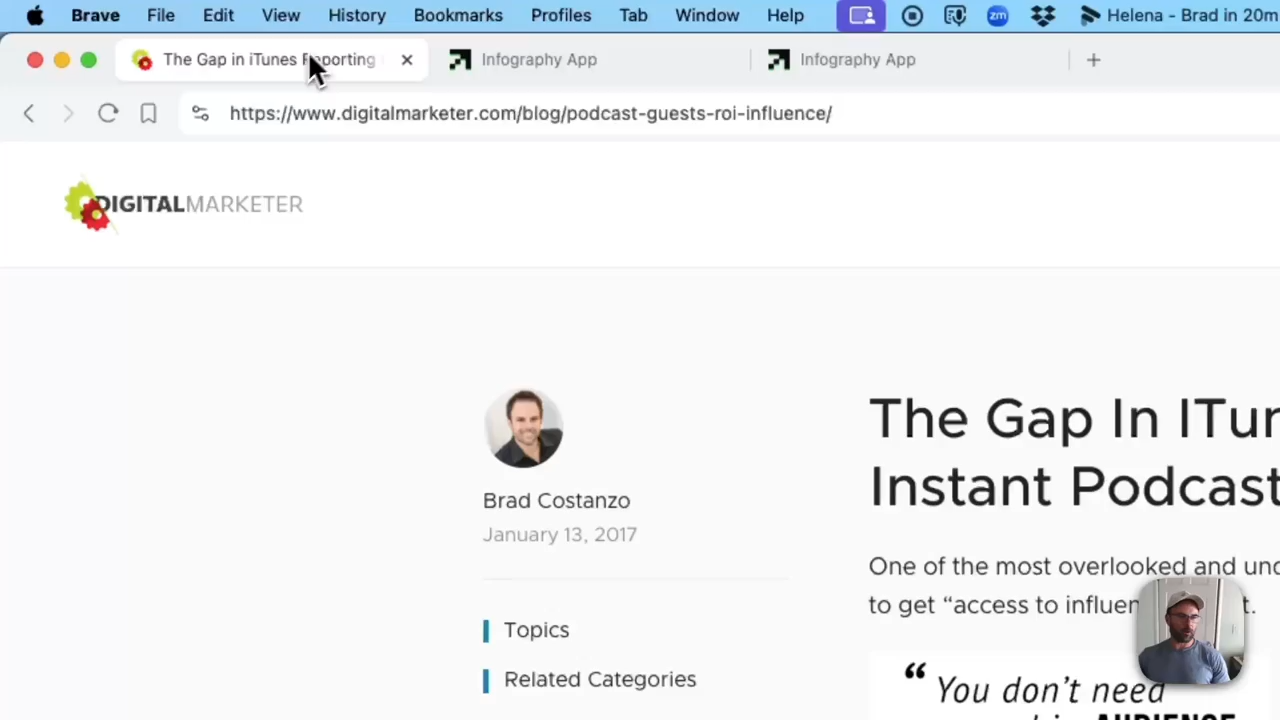 Brave File Edit View History Bookmarks Profiles Tab Window Help zm Helena - Brad in 20m
The Gap in iTunes Reporting Infography App Infography App
https://www.digitalmarketer.com/blog/podcast-guests-roi-influence/
DIGITALMARKETER
The Gap In ITun
Instant Podcast
Brad Costanzo
January 13, 2017
One of the most overlooked and und
to get “access to influen t.
Topics
Related Categories
“ You don’t need
AUDIENCE